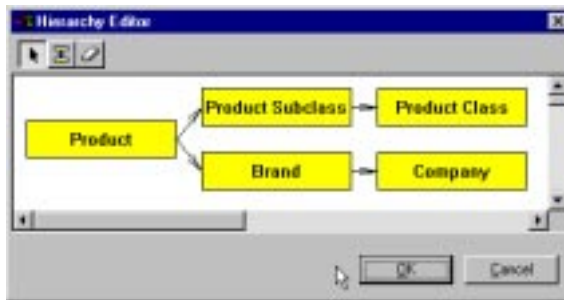 Hierarchy Editor
Product Subclass
Product Class
Product
Brand
Company
OK
Cancel